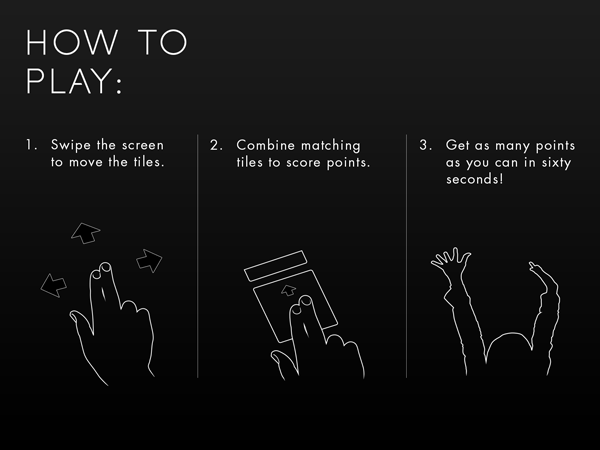 HOW TO
PLAY:
1. Swipe the screen
to move the tiles.
2. Combine matching
tiles to score points.
3. Get as many points
as you can in sixty
seconds!